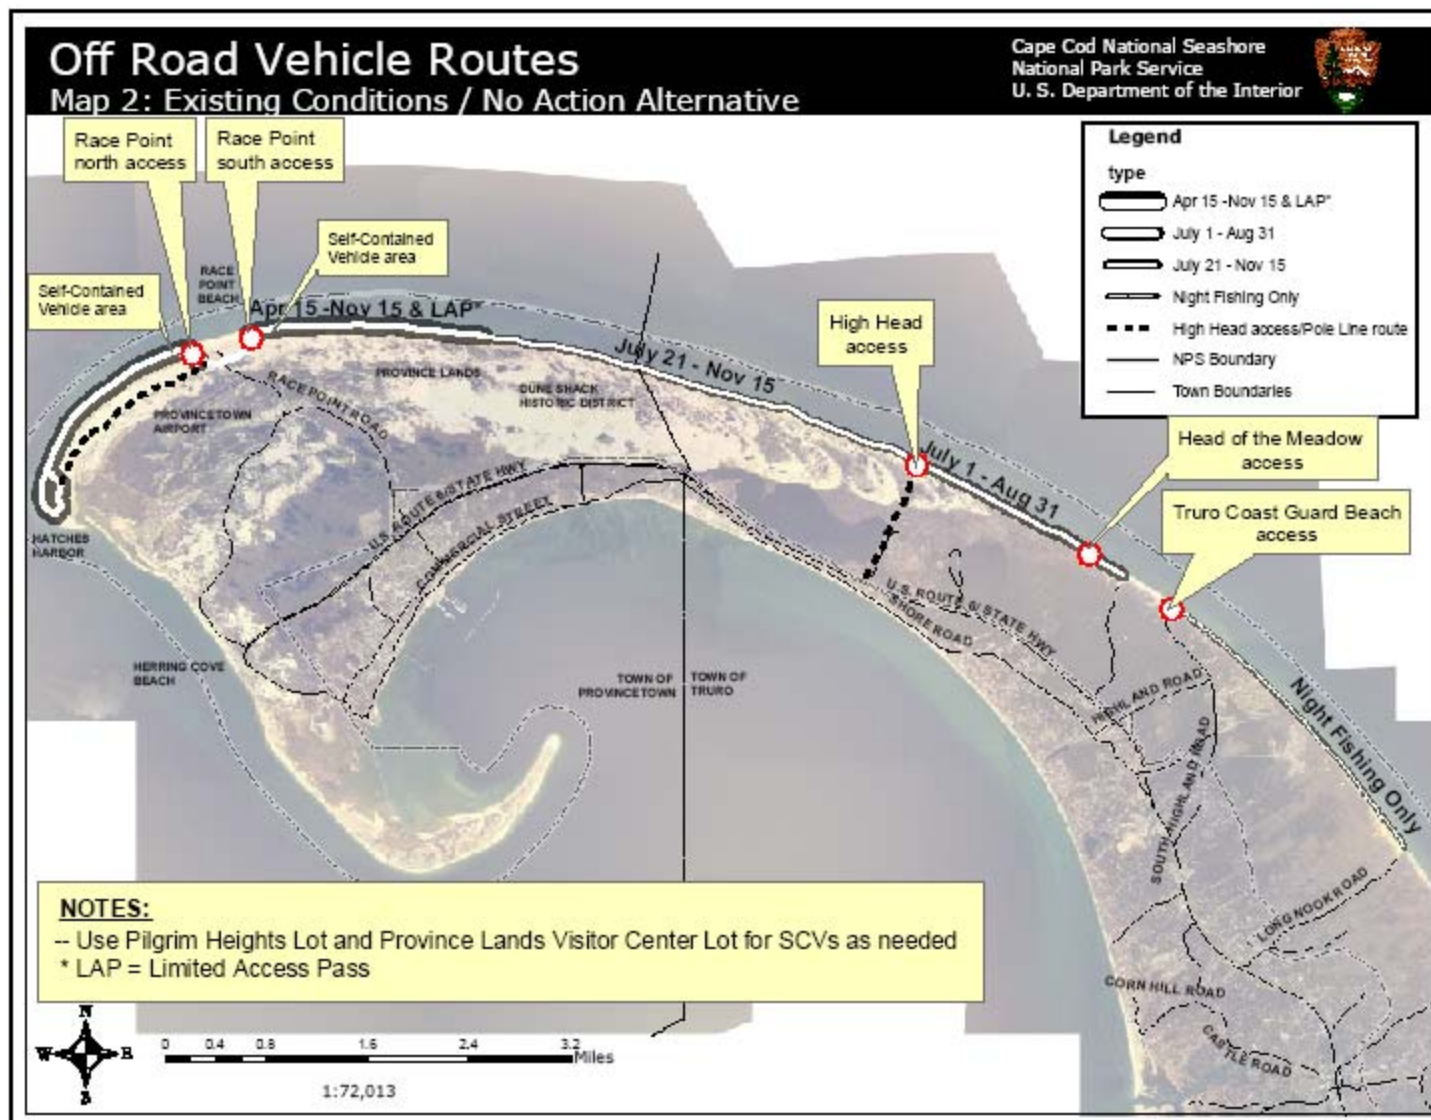 Off Road Vehicle Routes
Map 2: Existing Conditions / No Action Alternative
Cape Cod National Seashore
National Park Service
U. S. Department of the Interior
Race Point
north access
Race Point
south access
Self-Contained
Vehicle area
Self-Contained
Vehicle area
RACE
POINT
BEACH
Apr 15 -Nov 15 & LAP*
July 21 - Nov 15
High Head
access
July 1 - Aug 31
Legend
type
Apr 15 -Nov 15 & LAP*
July 1 - Aug 31
July 21 - Nov 15
Night Fishing Only
High Head access/Pole Line route
NPS Boundary
Town Boundaries
Head of the Meadow
access
Truro Coast Guard Beach
access
Night Fishing Only
PROVINCE LANDS
DUNE SHACK
HISTORIC DISTRICT
RACE POINT ROAD
PROVINCETOWN
AIRPORT
HATCHES
HARBOR
U.S. ROUTE 6/STATE HWY
COMMERCIAL STREET
HERRING COVE
BEACH
TOWN OF
PROVINCETOWN
TOWN OF
TRURO
U.S. ROUTE 6/ STATE HWY
SHORE ROAD
HIGHLAND ROAD
SOUTH HIGHLAND ROAD
LONG NOOK ROAD
CORN HILL ROAD
CASTLE ROAD
NOTES:
-- Use Pilgrim Heights Lot and Province Lands Visitor Center Lot for SCVs as needed
* LAP = Limited Access Pass
N
W E
S
0 0.4 0.8 1.6 2.4 3.2
Miles
1:72,013